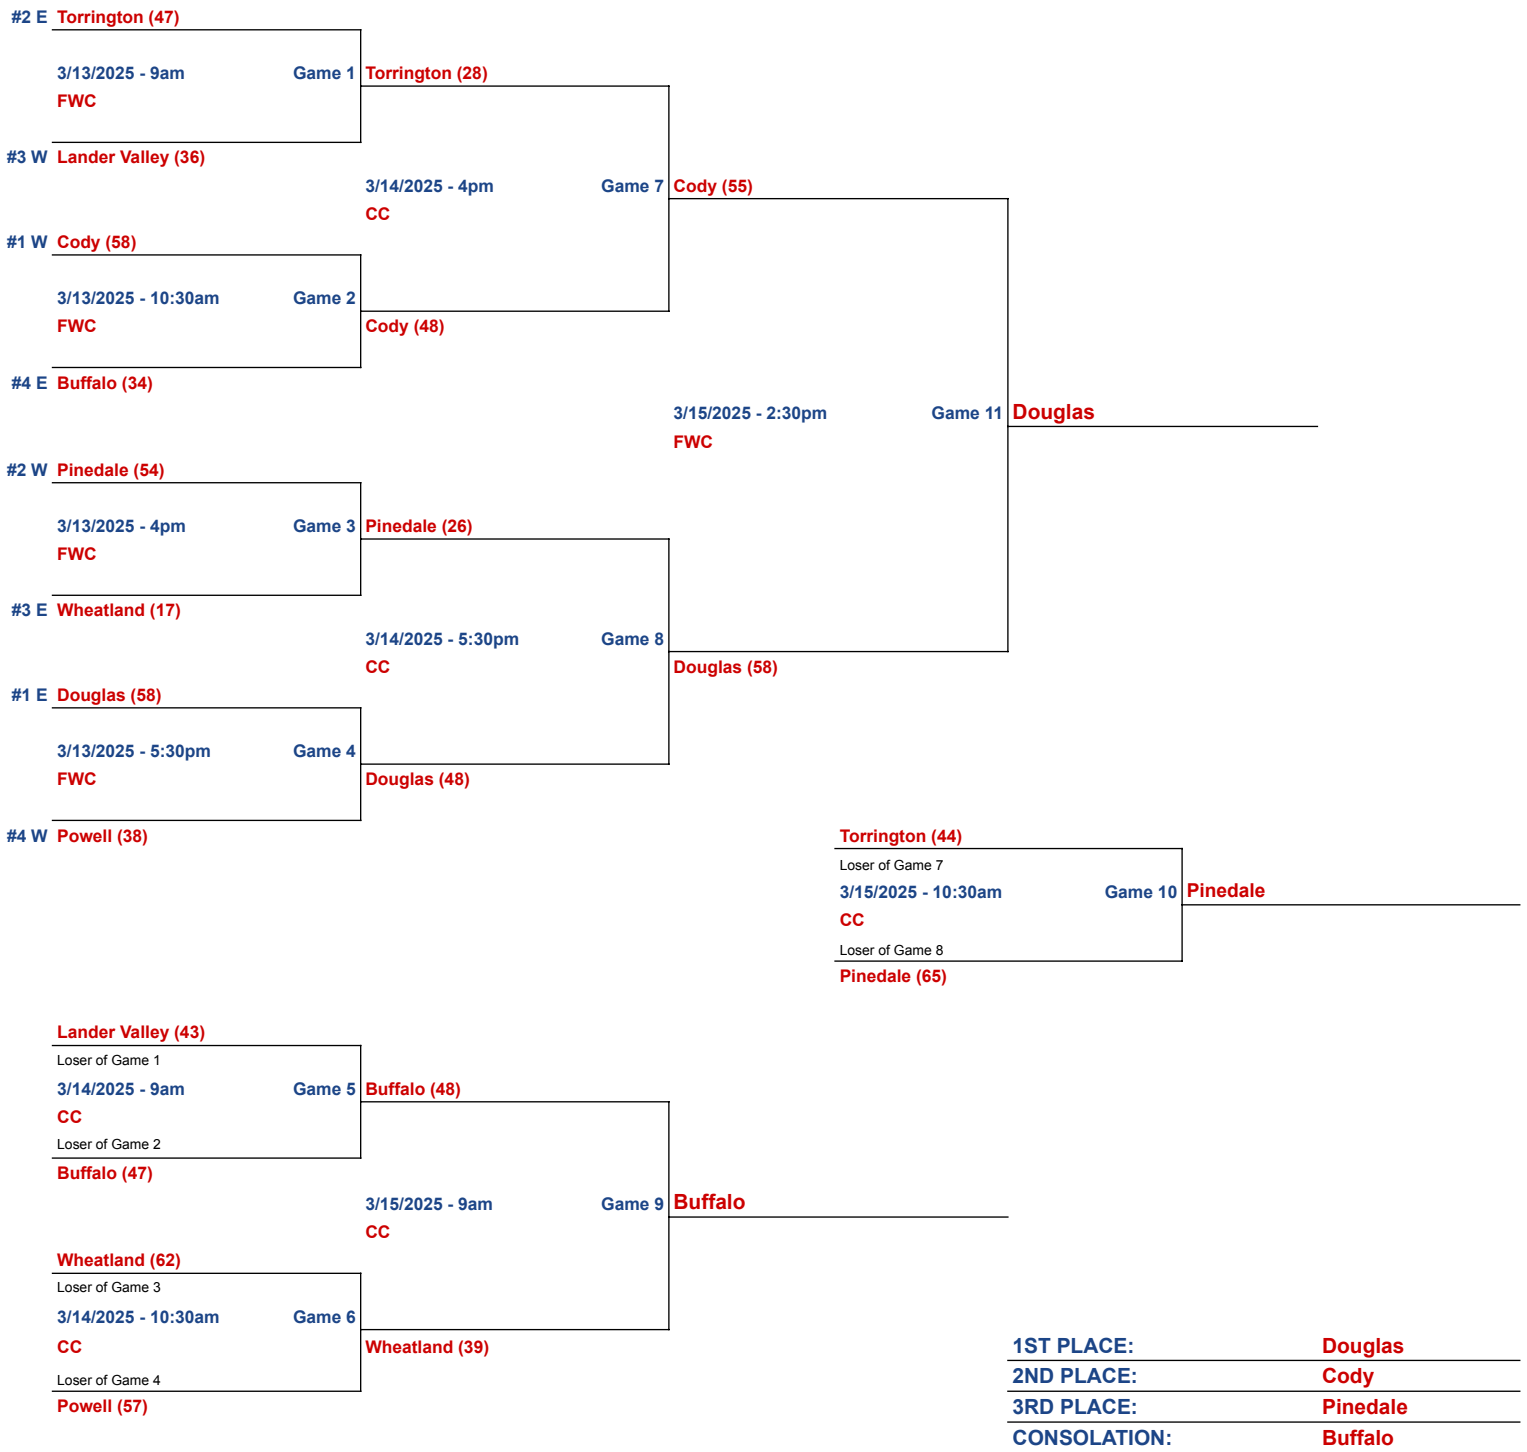 #2 E Torrington (47)
3/13/2025 - 9am Game 1 Torrington (28)
FWC
#3 W Lander Valley (36)
3/14/2025 - 4pm Game 7 Cody (55)
CC
#1 W Cody (58)
3/13/2025 - 10:30am Game 2
FWC Cody (48)
#4 E Buffalo (34)
3/15/2025 - 2:30pm Game 11 Douglas
FWC
#2 W Pinedale (54)
3/13/2025 - 4pm Game 3 Pinedale (26)
FWC
#3 E Wheatland (17)
3/14/2025 - 5:30pm Game 8
CC Douglas (58)
#1 E Douglas (58)
3/13/2025 - 5:30pm Game 4
FWC Douglas (48)
#4 W Powell (38)
Torrington (44)
Loser of Game 7
3/15/2025 - 10:30am Game 10 Pinedale
CC
Loser of Game 8
Pinedale (65)
Lander Valley (43)
Loser of Game 1
3/14/2025 - 9am Game 5 Buffalo (48)
CC
Loser of Game 2
Buffalo (47)
3/15/2025 - 9am Game 9 Buffalo
CC
Wheatland (62)
Loser of Game 3
3/14/2025 - 10:30am Game 6
CC Wheatland (39)
Loser of Game 4
Powell (57)
1ST PLACE: Douglas
2ND PLACE: Cody
3RD PLACE: Pinedale
CONSOLATION: Buffalo